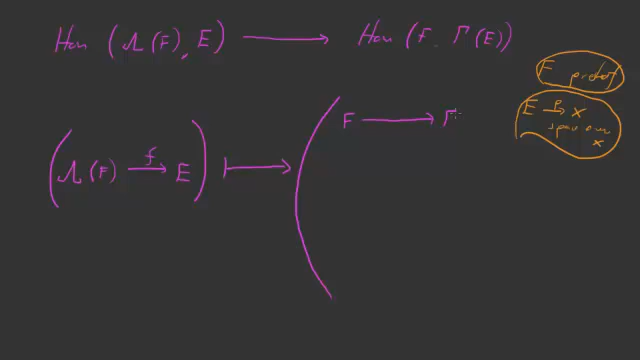 Hom (Λ(F), E) ⟶ Hom (F, Γ(E))
F presheaf
E —p→ X
space over
X
(Λ(F) —f→ E) ⟼ (F ⟶ Γ